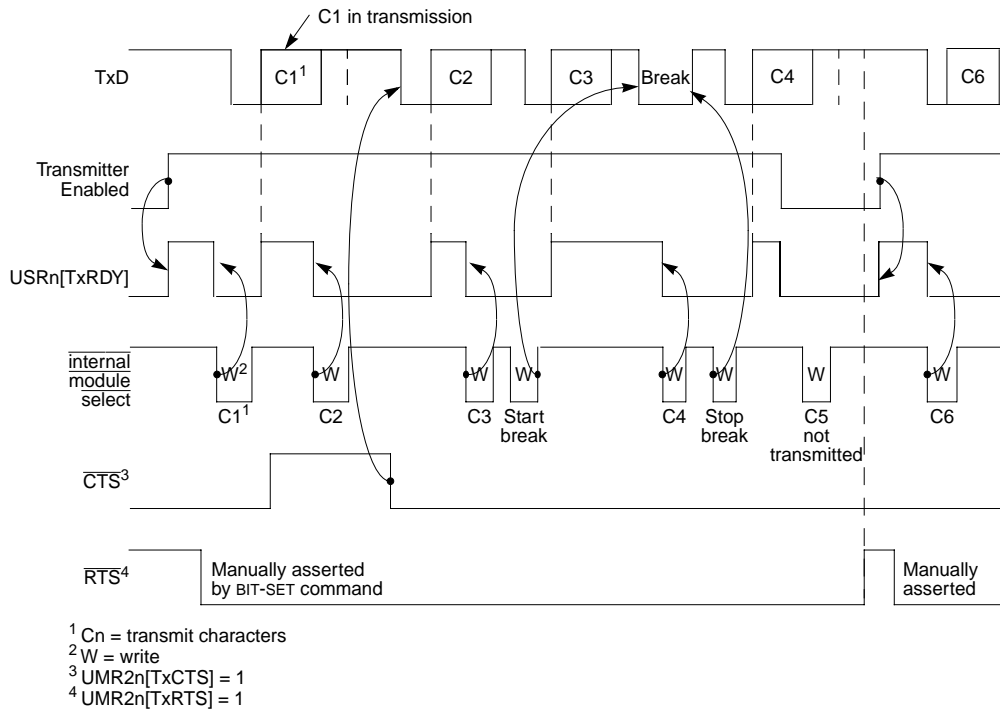 C1 in transmission
TxD
C1¹
C2
C3
Break
C4
C6
Transmitter
Enabled
USRn[TxRDY]
internal
module
select
W²
W
W
W
W
W
W
W
C1¹
C2
C3
Start
break
C4
Stop
break
C5
not
transmitted
C6
CTS³
RTS⁴
Manually asserted
by BIT-SET command
Manually
asserted
¹ Cn = transmit characters
² W = write
³ UMR2n[TxCTS] = 1
⁴ UMR2n[TxRTS] = 1